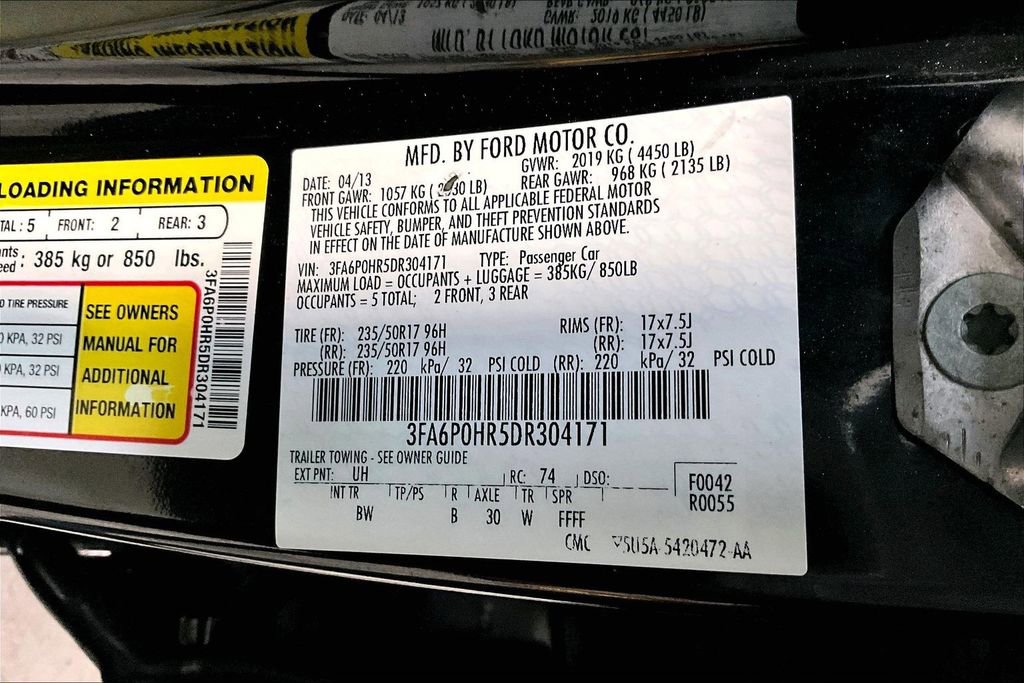 LOADING INFORMATION
TAL : 5 FRONT: 2 REAR: 3
385 kg or 850 lbs.
TIRE PRESSURE
KPA, 32 PSI
KPA, 32 PSI
KPA, 60 PSI
SEE OWNERS
MANUAL FOR
ADDITIONAL
INFORMATION
3FA6P0HR5DR304171
MFD. BY FORD MOTOR CO.
DATE: 04/13 GVWR: 2019 KG ( 4450 LB)
FRONT GAWR: 1057 KG ( LB) REAR GAWR: 968 KG ( 2135 LB)
THIS VEHICLE CONFORMS TO ALL APPLICABLE FEDERAL MOTOR
VEHICLE SAFETY, BUMPER, AND THEFT PREVENTION STANDARDS
IN EFFECT ON THE DATE OF MANUFACTURE SHOWN ABOVE.
VIN: 3FA6P0HR5DR304171 TYPE: Passenger Car
MAXIMUM LOAD = OCCUPANTS + LUGGAGE = 385KG/ 850LB
OCCUPANTS = 5 TOTAL; 2 FRONT, 3 REAR
TIRE (FR): 235/50R17 96H RIMS (FR): 17x7.5J
(RR): 235/50R17 96H (RR): 17x7.5J
PRESSURE (FR): 220 kPa/ 32 PSI COLD (RR): 220 kPa/ 32 PSI COLD
3FA6P0HR5DR304171
TRAILER TOWING - SEE OWNER GUIDE
EXT PNT: UH RC: 74 DSO:
INT TR TP/PS R AXLE TR SPR
BW B 30 W FFFF
F0042
R0055
CMC 5U5A-5420472-AA